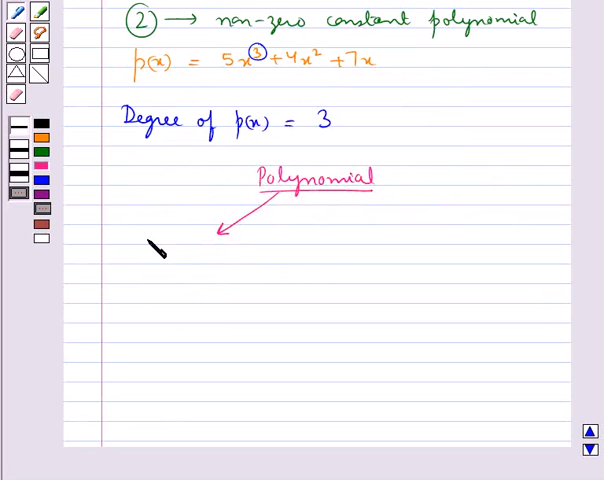 2 ⟶ non-zero constant polynomial
p(x) = 5x³ + 4x² + 7x
Degree of p(x) = 3
Polynomial